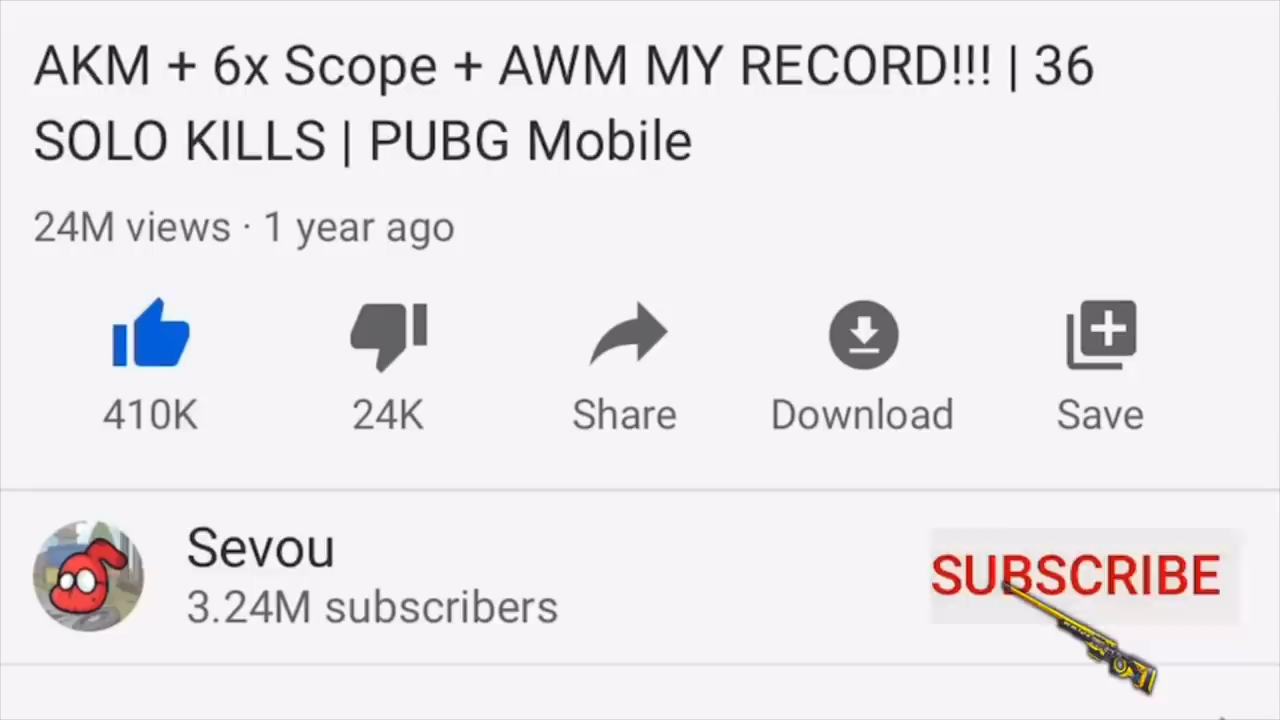 AKM + 6x Scope + AWM MY RECORD!!! | 36
SOLO KILLS | PUBG Mobile
24M views · 1 year ago
410K
24K
Share
Download
Save
Sevou
3.24M subscribers
SUBSCRIBE